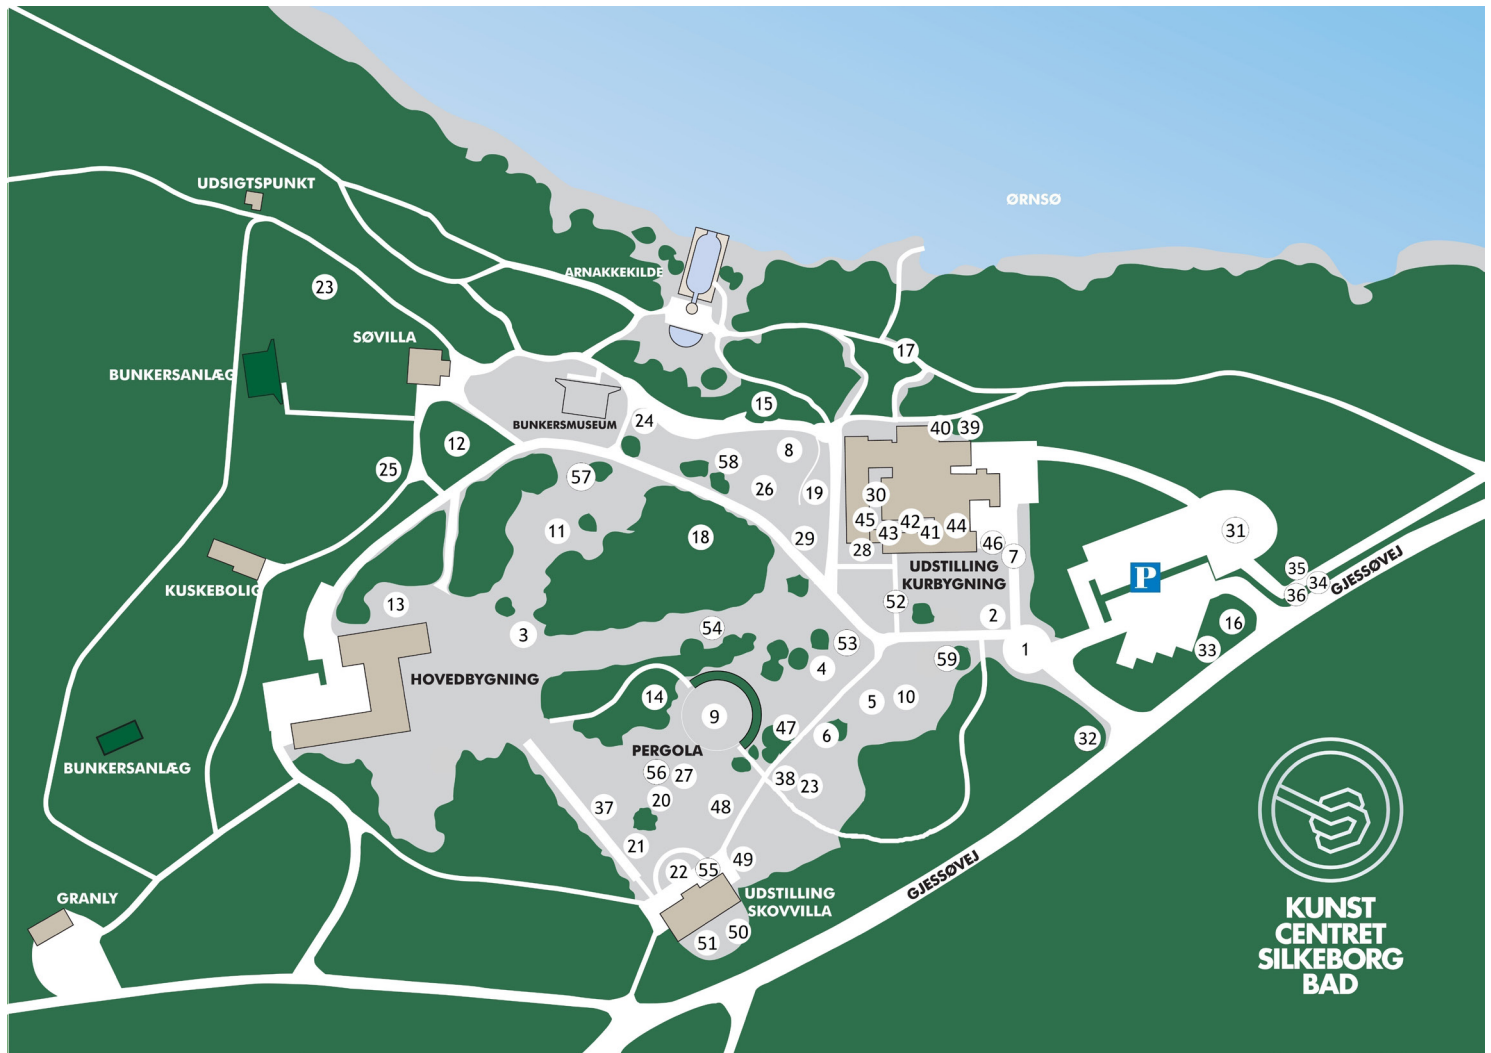 UDSIGTSPUNKT
ØRNSØ
ARNAKKEKILDE
23
SØVILLA
17
BUNKERSANLÆG
15
BUNKERSMUSEUM
24
40
39
12
8
25
58
57
26
19
30
45
42
44
43
41
11
18
29
28
46
7
31
UDSTILLING
KURBYGNING
P
35
34
36
GJESSØVEJ
KUSKEBOLIG
13
52
2
16
3
54
53
1
33
59
4
HOVEDBYGNING
14
5
10
9
47
6
32
PERGOLA
BUNKERSANLÆG
56
27
38
23
20
37
48
21
49
22
55
GJESSØVEJ
GRANLY
UDSTILLING
SKOVVILLA
50
51
KUNST
CENTRET
SILKEBORG
BAD